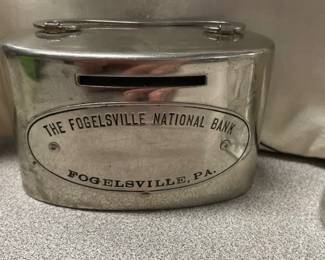 THE FOGELSVILLE NATIONAL BANK
FOGELSVILLE, PA.